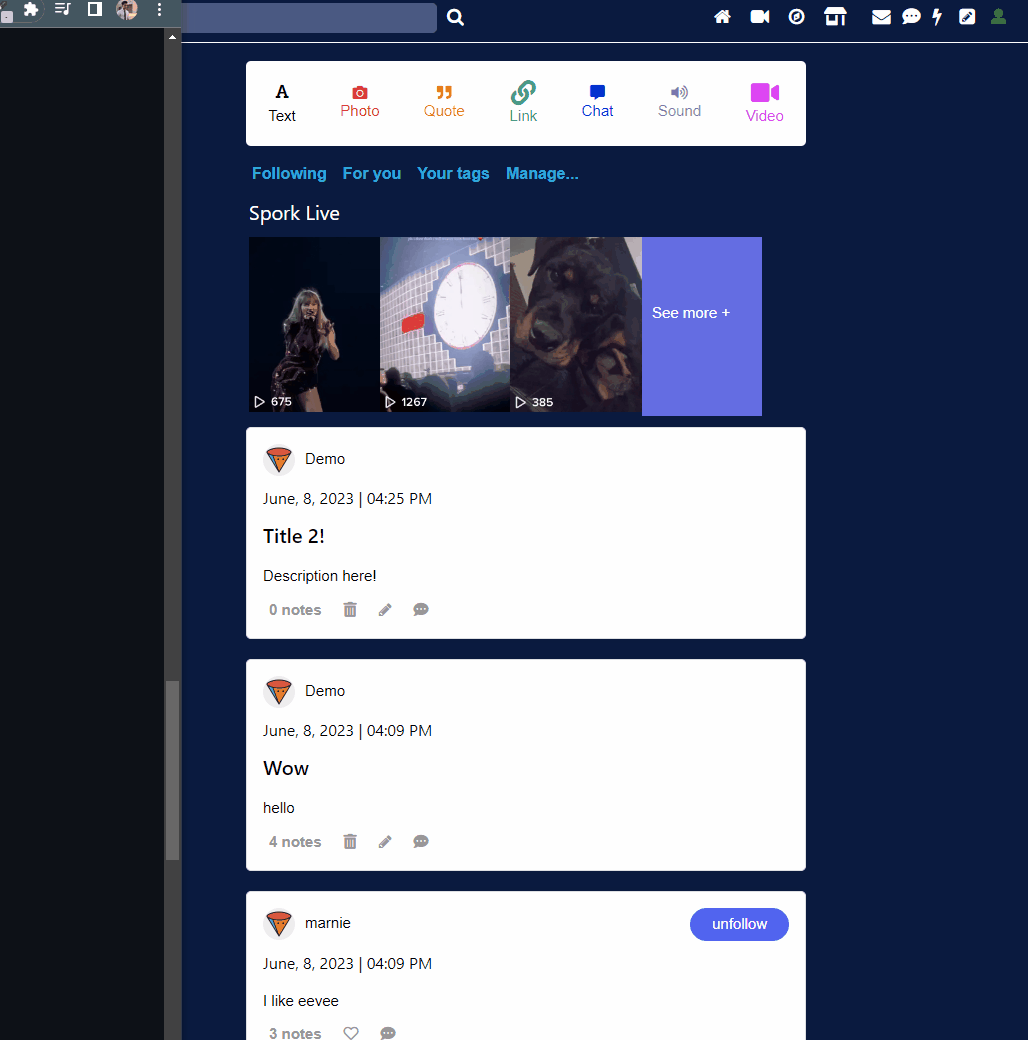 Text Photo Quote Link Chat Sound Video
Following For you Your tags Manage...
Spork Live
675 1267 385 See more +
Demo
June, 8, 2023 | 04:25 PM
Title 2!
Description here!
0 notes
Demo
June, 8, 2023 | 04:09 PM
Wow
hello
4 notes
marnie unfollow
June, 8, 2023 | 04:09 PM
I like eevee
3 notes